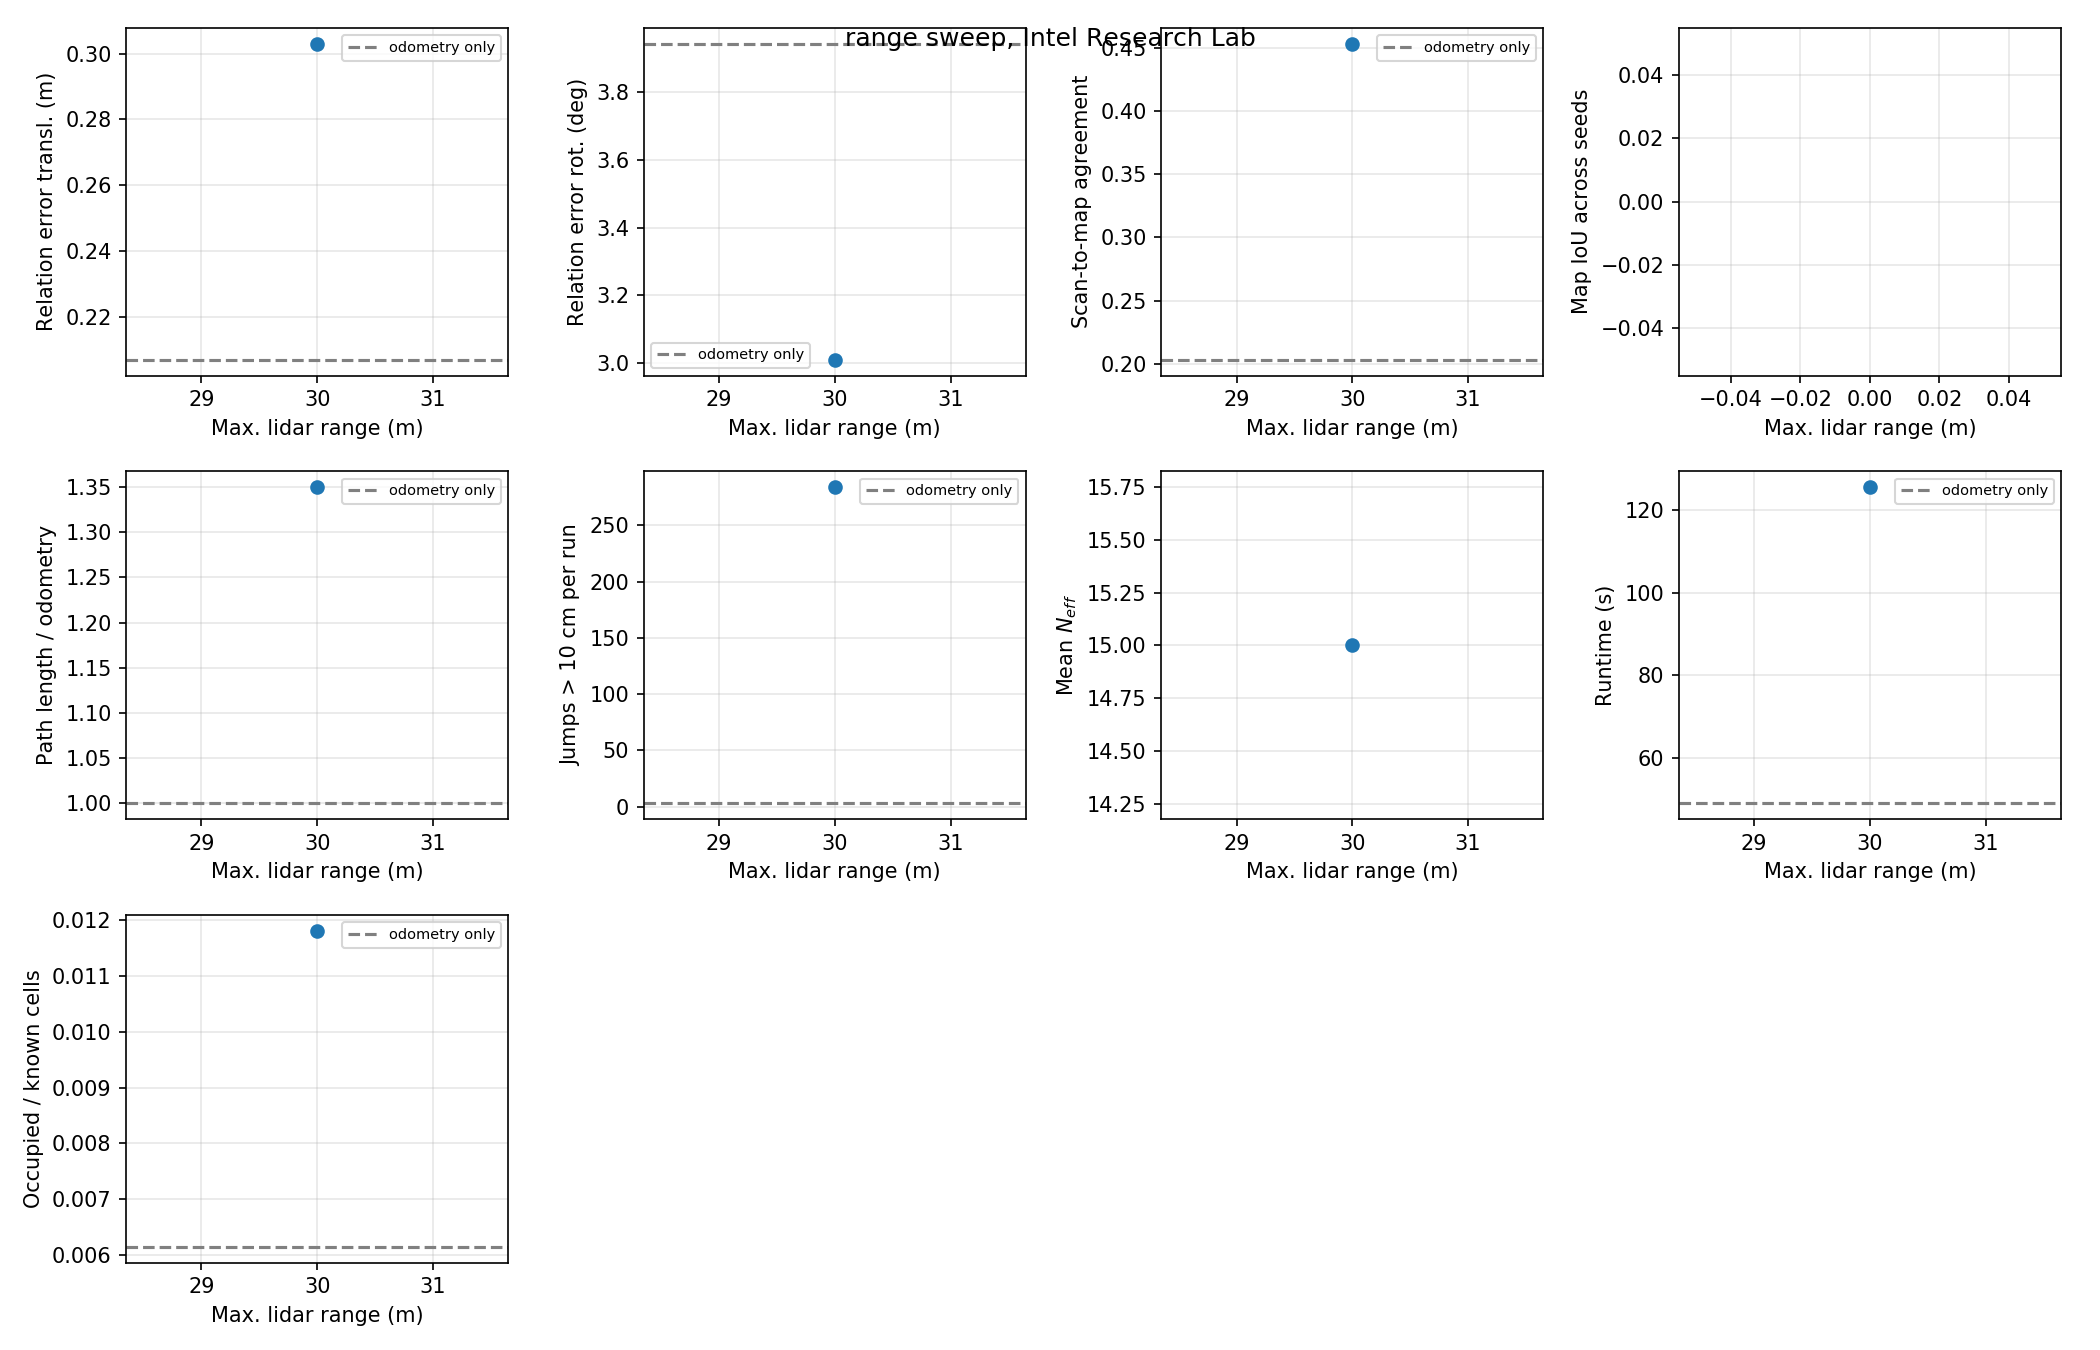 range sweep, Intel Research Lab
Relation error transl. (m)
0.30
0.28
0.26
0.24
0.22
29 30 31
Max. lidar range (m)
odometry only
Relation error rot. (deg)
3.8
3.6
3.4
3.2
3.0
29 30 31
Max. lidar range (m)
odometry only
Scan-to-map agreement
0.45
0.40
0.35
0.30
0.25
0.20
29 30 31
Max. lidar range (m)
odometry only
Map IoU across seeds
0.04
0.02
0.00
−0.02
−0.04
−0.04 −0.02 0.00 0.02 0.04
Max. lidar range (m)
Path length / odometry
1.35
1.30
1.25
1.20
1.15
1.10
1.05
1.00
29 30 31
Max. lidar range (m)
odometry only
Jumps > 10 cm per run
250
200
150
100
50
0
29 30 31
Max. lidar range (m)
odometry only
Mean N_eff
15.75
15.50
15.25
15.00
14.75
14.50
14.25
29 30 31
Max. lidar range (m)
Runtime (s)
120
100
80
60
29 30 31
Max. lidar range (m)
odometry only
Occupied / known cells
0.012
0.011
0.010
0.009
0.008
0.007
0.006
29 30 31
Max. lidar range (m)
odometry only